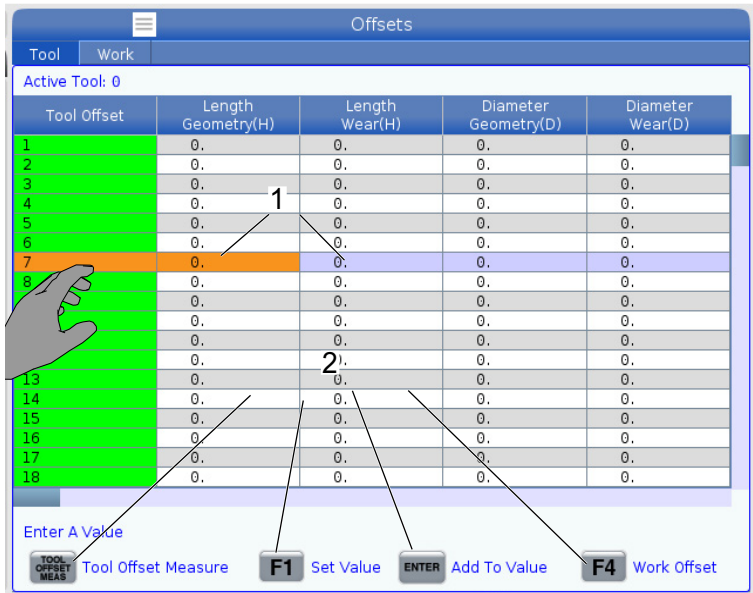 Offsets
Tool Work
Active Tool: 0
Tool Offset Length Geometry(H) Length Wear(H) Diameter Geometry(D) Diameter Wear(D)
1 0. 0. 0. 0.
2 0. 0. 0. 0.
3 0. 0. 0. 0.
4 0. 0. 0. 0.
1
5 0. 0. 0. 0.
6 0. 0. 0. 0.
7 0. 0. 0. 0.
8 0. 0. 0. 0.
0. 0. 0. 0.
0. 0. 0. 0.
0. 0. 0. 0.
0. 0. 0. 0.
2
13 0. 0. 0. 0.
14 0. 0. 0. 0.
15 0. 0. 0. 0.
16 0. 0. 0. 0.
17 0. 0. 0. 0.
18 0. 0. 0. 0.
Enter A Value
TOOL OFFSET MEAS Tool Offset Measure F1 Set Value ENTER Add To Value F4 Work Offset